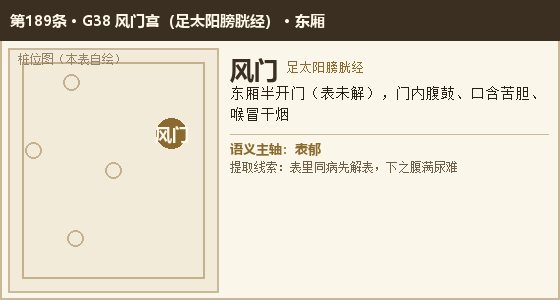 第189条・G38 风门宫（足太阳膀胱经）・东厢
桩位图（本表自绘）
风门
风门 足太阳膀胱经
东厢半开门（表未解），门内腹鼓、口含苦胆、
喉冒干烟
语义主轴：表郁
提取线索：表里同病先解表，下之腹满尿难